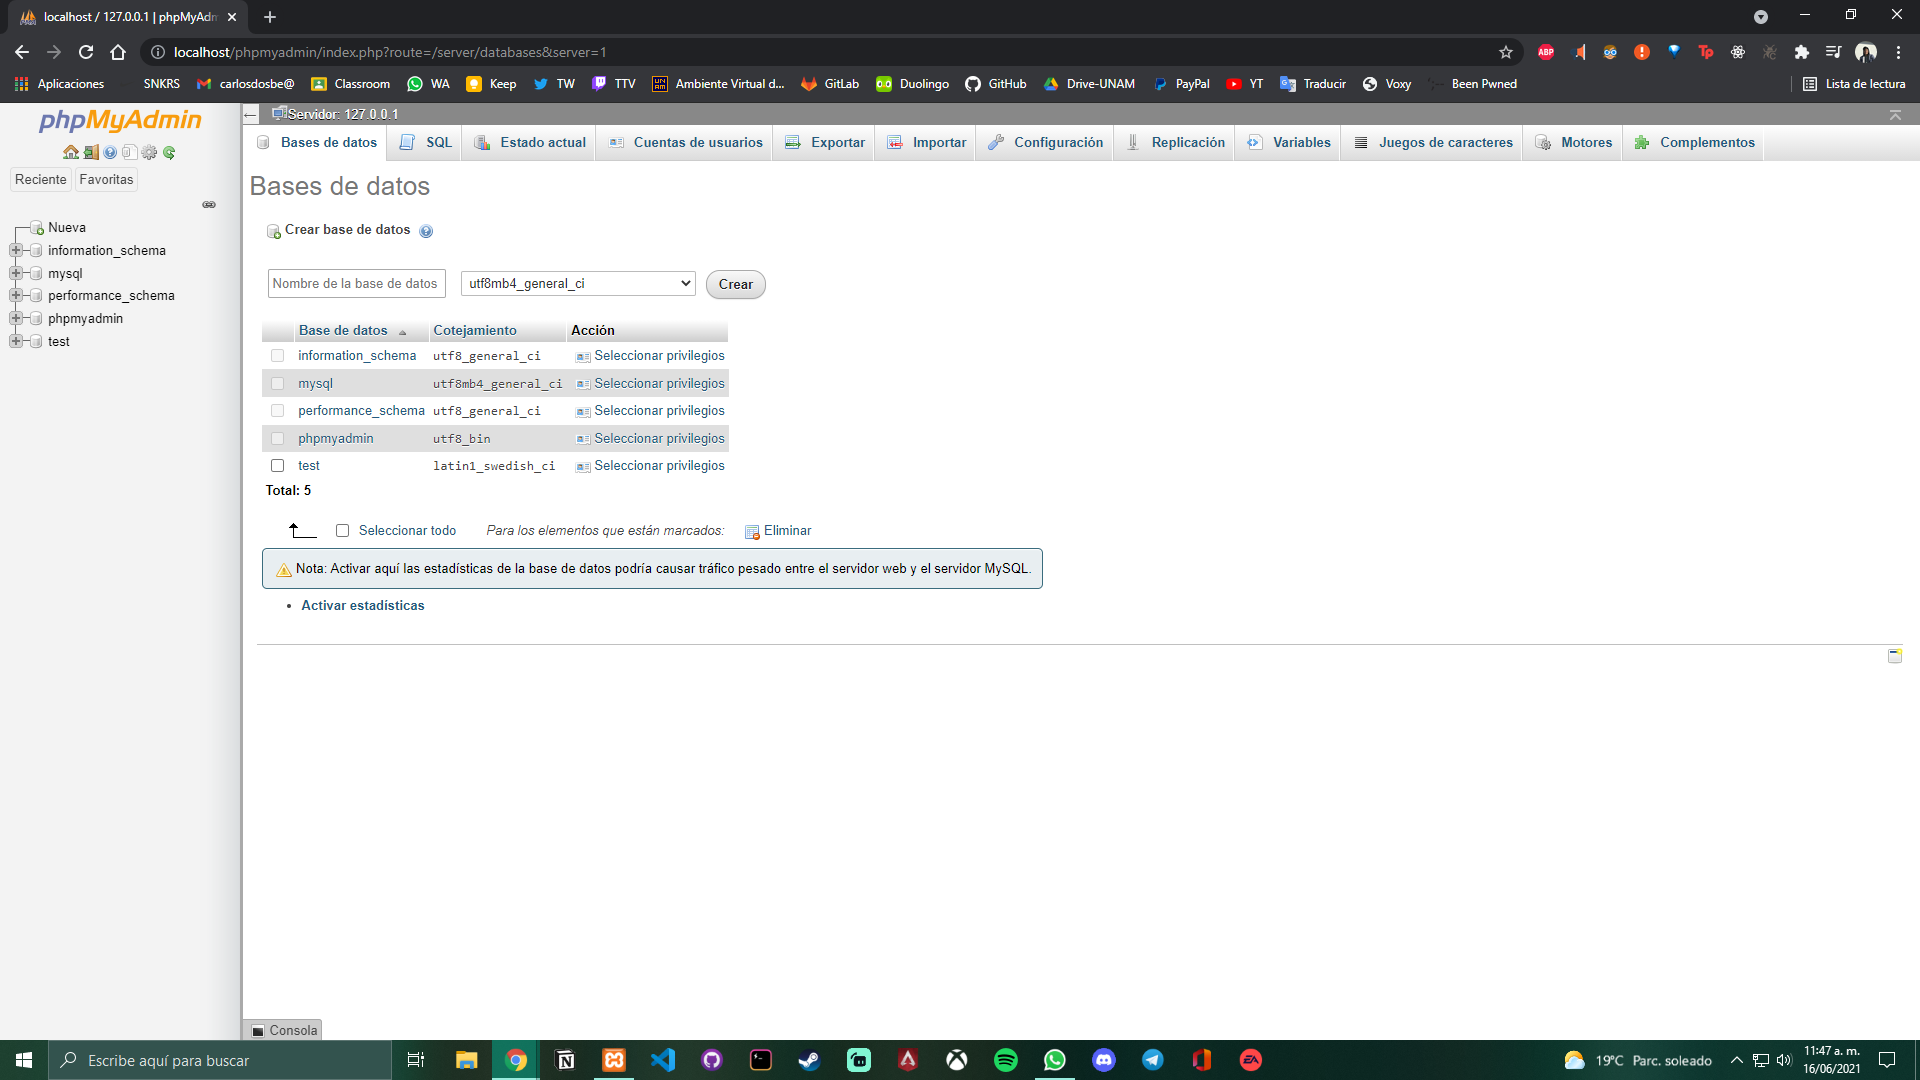 localhost / 127.0.0.1 | phpMyAdm
localhost/phpmyadmin/index.php?route=/server/databases&server=1
ABP
Tp
Aplicaciones SNKRS carlosdosbe@ Classroom WA Keep TW TTV Ambiente Virtual d... GitLab Duolingo GitHub Drive-UNAM PayPal YT Traducir Voxy Been Pwned Lista de lectura
phpMyAdmin
Reciente Favoritas
Nueva
information_schema
mysql
performance_schema
phpmyadmin
test
Servidor: 127.0.0.1
Bases de datos SQL Estado actual Cuentas de usuarios Exportar Importar Configuración Replicación Variables Juegos de caracteres Motores Complementos
Bases de datos
Crear base de datos
Nombre de la base de datos utf8mb4_general_ci Crear
Base de datos Cotejamiento Acción
information_schema utf8_general_ci Seleccionar privilegios
mysql utf8mb4_general_ci Seleccionar privilegios
performance_schema utf8_general_ci Seleccionar privilegios
phpmyadmin utf8_bin Seleccionar privilegios
test latin1_swedish_ci Seleccionar privilegios
Total: 5
Seleccionar todo Para los elementos que están marcados: Eliminar
Nota: Activar aquí las estadísticas de la base de datos podría causar tráfico pesado entre el servidor web y el servidor MySQL.
Activar estadísticas
Consola
Escribe aquí para buscar
EA
19°C Parc. soleado
11:47 a. m.
16/06/2021